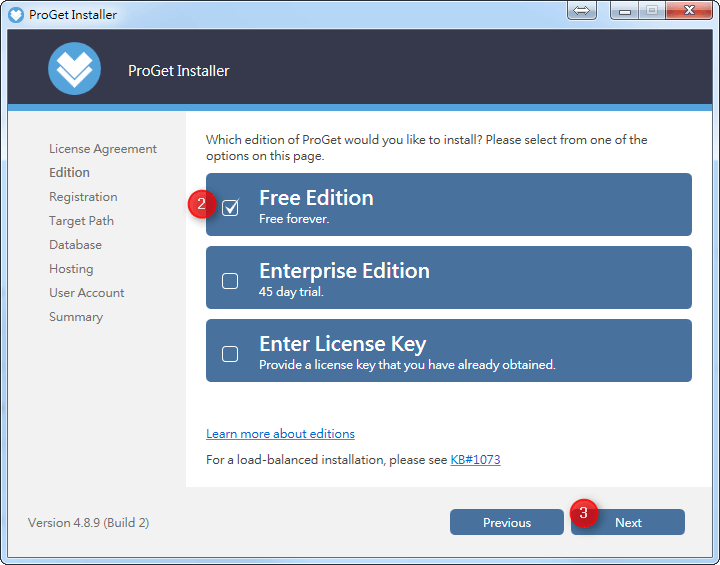 ProGet Installer
ProGet Installer
License Agreement
Edition
Registration
Target Path
Database
Hosting
User Account
Summary
Which edition of ProGet would you like to install? Please select from one of the
options on this page.
2
Free Edition
Free forever.
Enterprise Edition
45 day trial.
Enter License Key
Provide a license key that you have already obtained.
Learn more about editions
For a load-balanced installation, please see KB#1073
Version 4.8.9 (Build 2)
Previous
3
Next